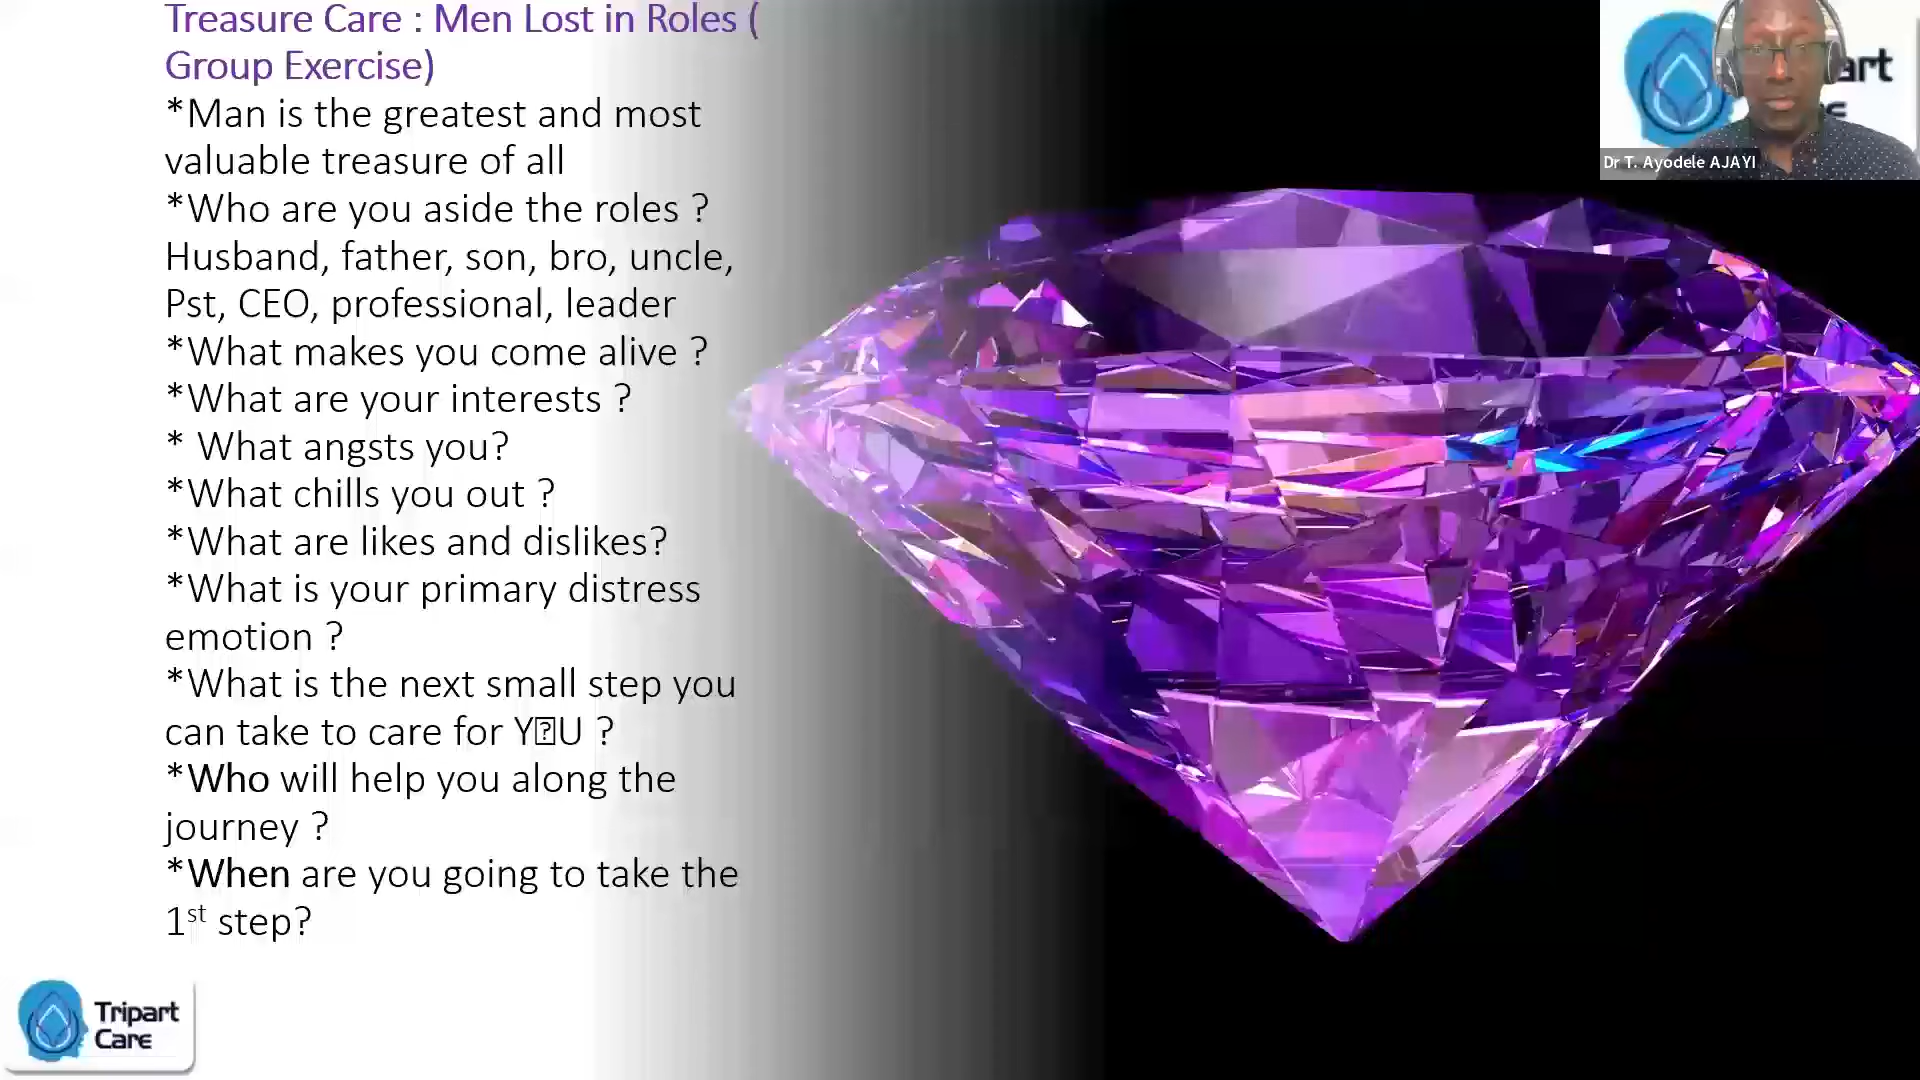 Treasure Care : Men Lost in Roles (
Group Exercise)
*Man is the greatest and most
valuable treasure of all
*Who are you aside the roles ?
Husband, father, son, bro, uncle,
Pst, CEO, professional, leader
*What makes you come alive ?
*What are your interests ?
* What angsts you?
*What chills you out ?
*What are likes and dislikes?
*What is your primary distress
emotion ?
*What is the next small step you
can take to care for Y⍰U ?
*Who will help you along the
journey ?
*When are you going to take the
1st step?
Tripart
Care
art
Dr T. Ayodele AJAYI